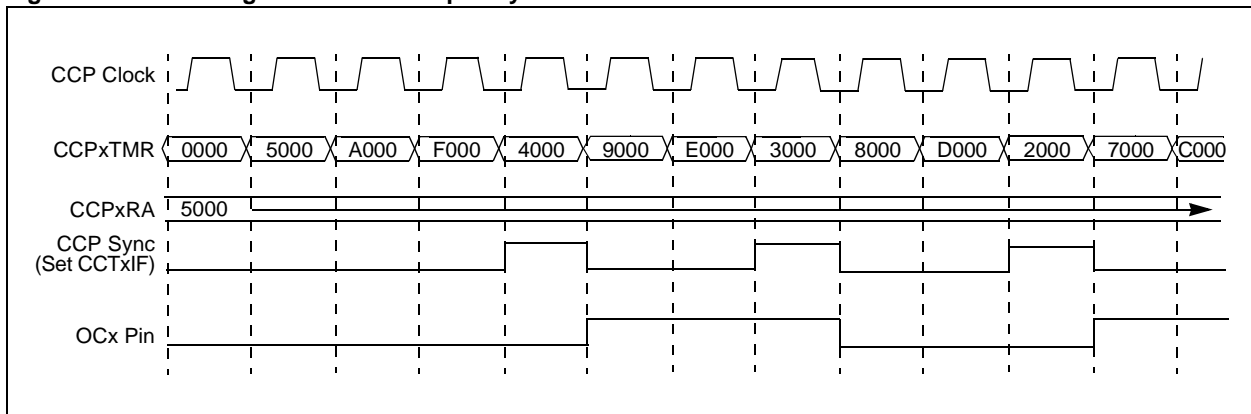 CCP Clock
CCPxTMR 0000 5000 A000 F000 4000 9000 E000 3000 8000 D000 2000 7000 C000
CCPxRA 5000
CCP Sync
(Set CCTxIF)
OCx Pin